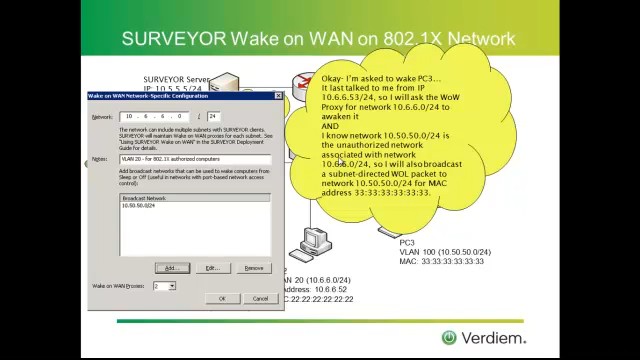 SURVEYOR Wake on WAN on 802.1X Network
SURVEYOR Server
IP: 10.5.5.5/24
Wake on WAN Network-Specific Configuration
Network: 10 . 6 . 6 . 0 / 24
The network can include multiple subnets with SURVEYOR clients.
SURVEYOR will maintain Wake on WAN proxies for each subnet. See
"Using SURVEYOR Wake on WAN" in the SURVEYOR Deployment
Guide for details.
Notes: VLAN 20 - for 802.1X authorized computers
Add broadcast networks that can be used to wake computers from
Sleep or Off (useful in networks with port-based network access
control):
Broadcast Network
10.50.50.0/24
Add... Edit... Remove
Wake on WAN Proxies: 2
OK Cancel
Okay- I'm asked to wake PC3...
It last talked to me from IP
10.6.6.53/24, so I will ask the WoW
Proxy for network 10.6.6.0/24 to
awaken it
AND
I know network 10.50.50.0/24 is
the unauthorized network
associated with network
10.6.6.0/24, so I will also broadcast
a subnet-directed WOL packet to
network 10.50.50.0/24 for MAC
address 33:33:33:33:33:33.
PC3
VLAN 100 (10.50.50.0/24)
MAC: 33:33:33:33:33:33
2
AN 20 (10.6.6.0/24)
ddress: 10.6.6.52
C:22:22:22:22:22:22
Verdiem.